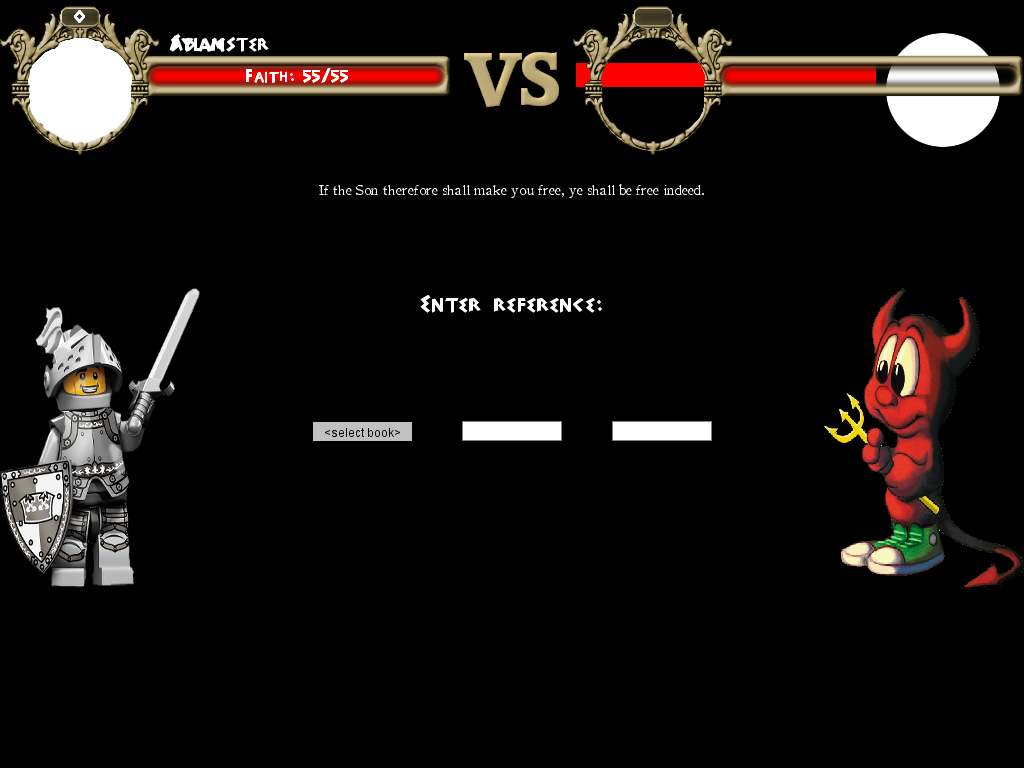 Ablamster
Faith: 55/55
VS
If the Son therefore shall make you free, ye shall be free indeed.
Enter reference:
<select book>